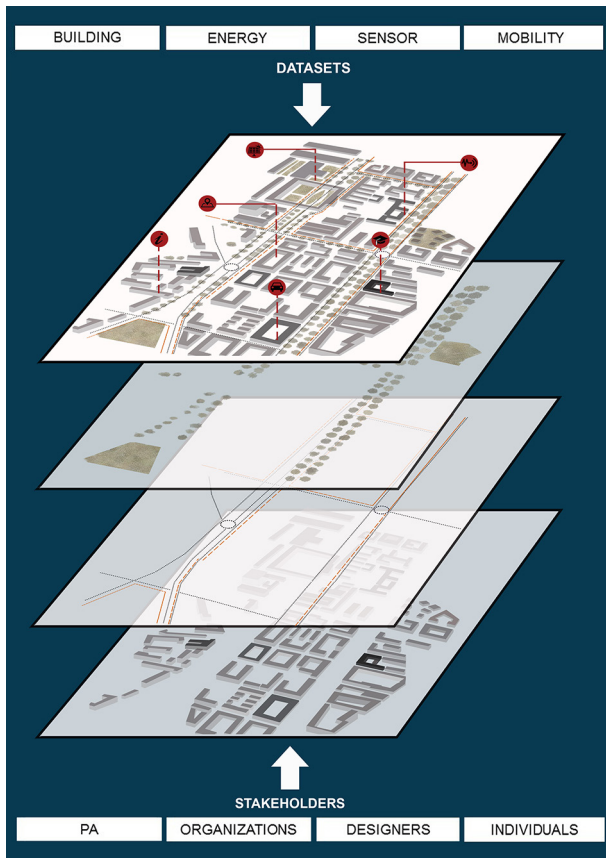 BUILDING
ENERGY
SENSOR
MOBILITY
DATASETS
i
STAKEHOLDERS
PA
ORGANIZATIONS
DESIGNERS
INDIVIDUALS